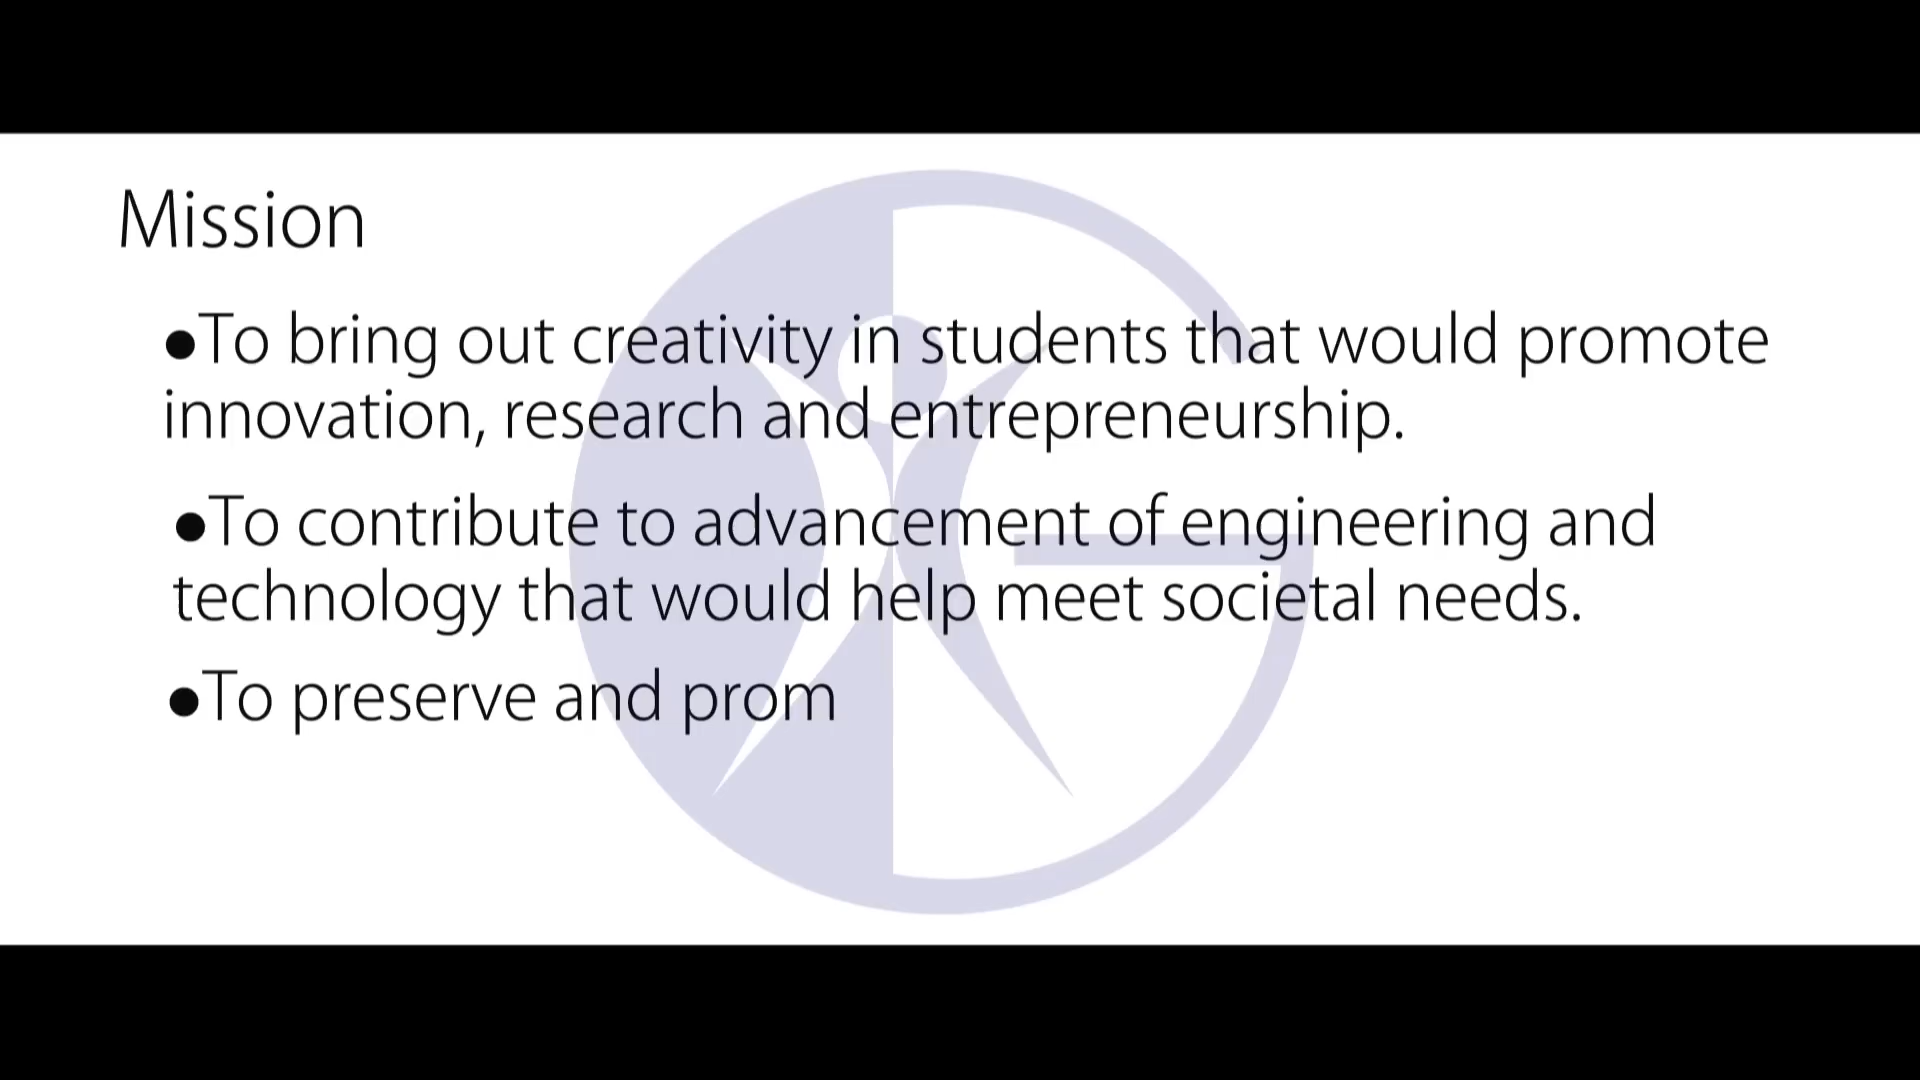 Mission
●To bring out creativity in students that would promote
innovation, research and entrepreneurship.
●To contribute to advancement of engineering and
technology that would help meet societal needs.
●To preserve and prom